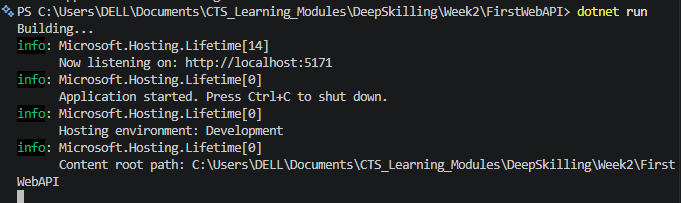 PS C:\Users\DELL\Documents\CTS_Learning_Modules\DeepSkilling\Week2\FirstWebAPI> dotnet run
Building...
info: Microsoft.Hosting.Lifetime[14]
Now listening on: http://localhost:5171
info: Microsoft.Hosting.Lifetime[0]
Application started. Press Ctrl+C to shut down.
info: Microsoft.Hosting.Lifetime[0]
Hosting environment: Development
info: Microsoft.Hosting.Lifetime[0]
Content root path: C:\Users\DELL\Documents\CTS_Learning_Modules\DeepSkilling\Week2\First
WebAPI